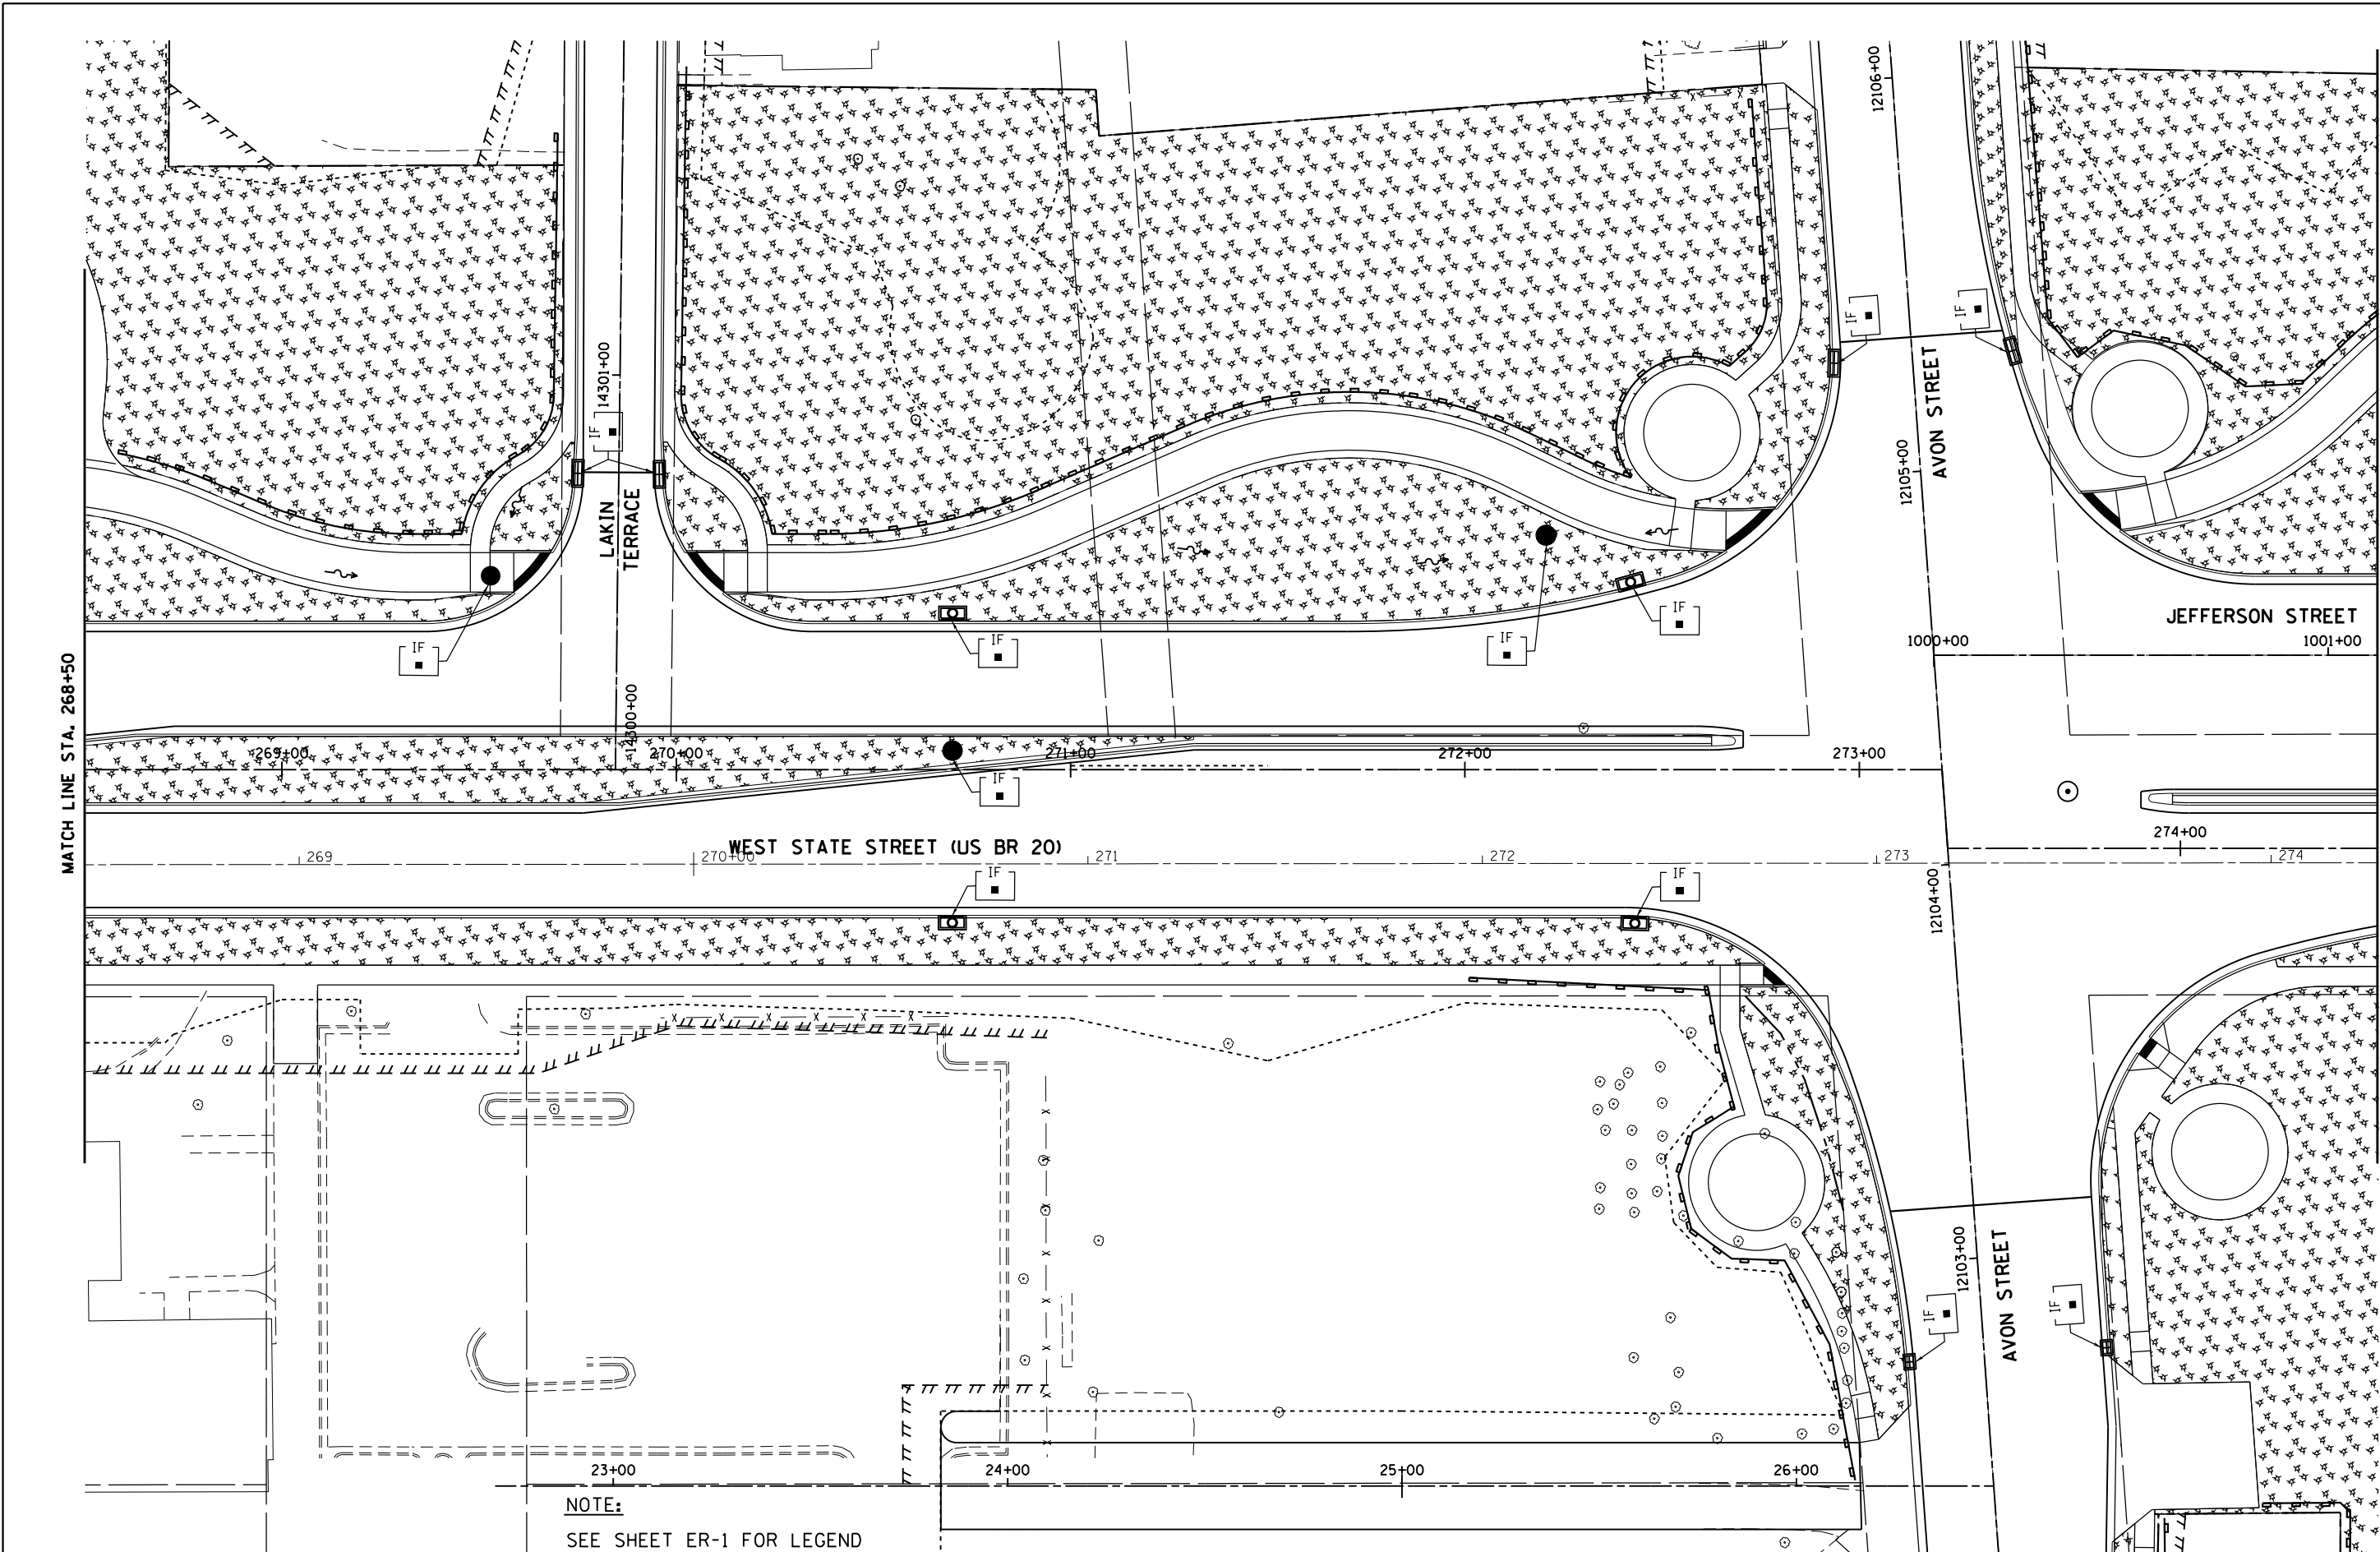 12106+00
IF
IF
14301+00
IF
AVON STREET
12105+00
LAKIN
TERRACE
JEFFERSON STREET
IF
IF
IF
IF
1000+00
1001+00
MATCH LINE STA. 268+50
14300+00
269+00
270+00
271+00
272+00
273+00
IF
274+00
WEST STATE STREET (US BR 20)
269
270+00
271
272
273
274
IF
IF
12104+00
12103+00
AVON STREET
IF
IF
23+00
24+00
25+00
26+00
NOTE:
SEE SHEET ER-1 FOR LEGEND